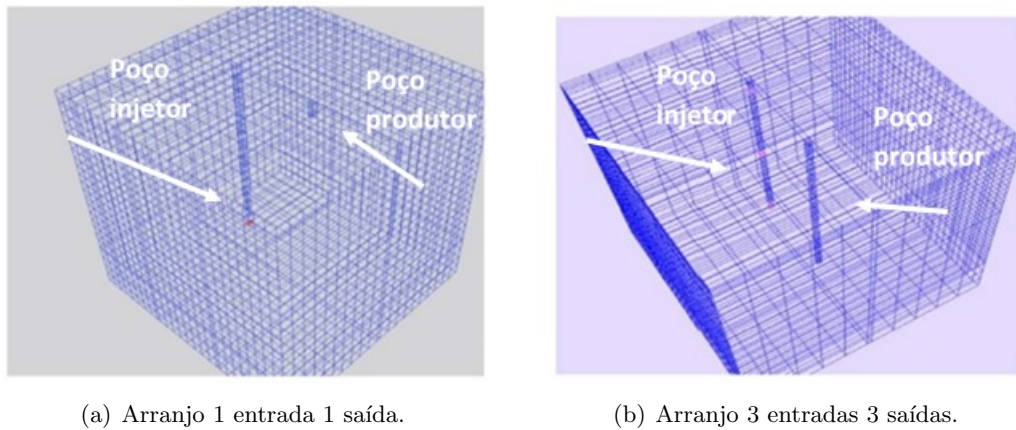 Poço
injetor
Poço
produtor
Poço
injetor
Poço
produtor
(a) Arranjo 1 entrada 1 saída.
(b) Arranjo 3 entradas 3 saídas.